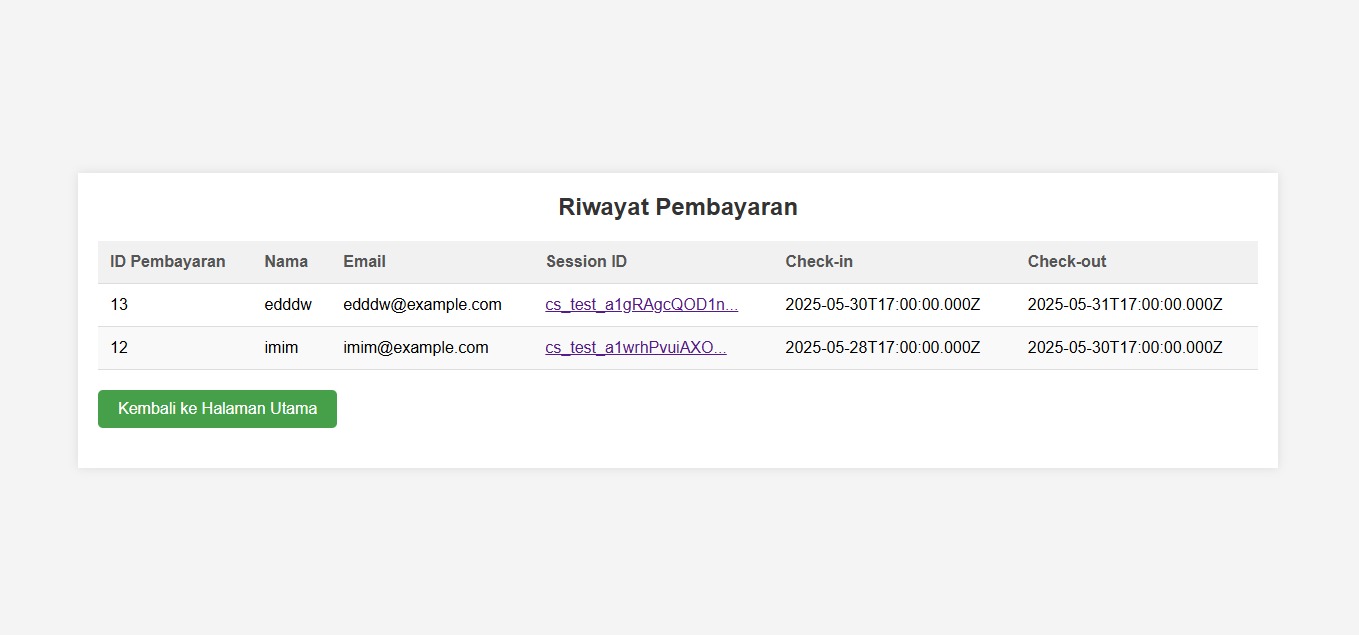 Riwayat Pembayaran
ID Pembayaran Nama Email Session ID Check-in Check-out
13 edddw edddw@example.com cs_test_a1gRAgcQOD1n... 2025-05-30T17:00:00.000Z 2025-05-31T17:00:00.000Z
12 imim imim@example.com cs_test_a1wrhPvuiAXO... 2025-05-28T17:00:00.000Z 2025-05-30T17:00:00.000Z
Kembali ke Halaman Utama